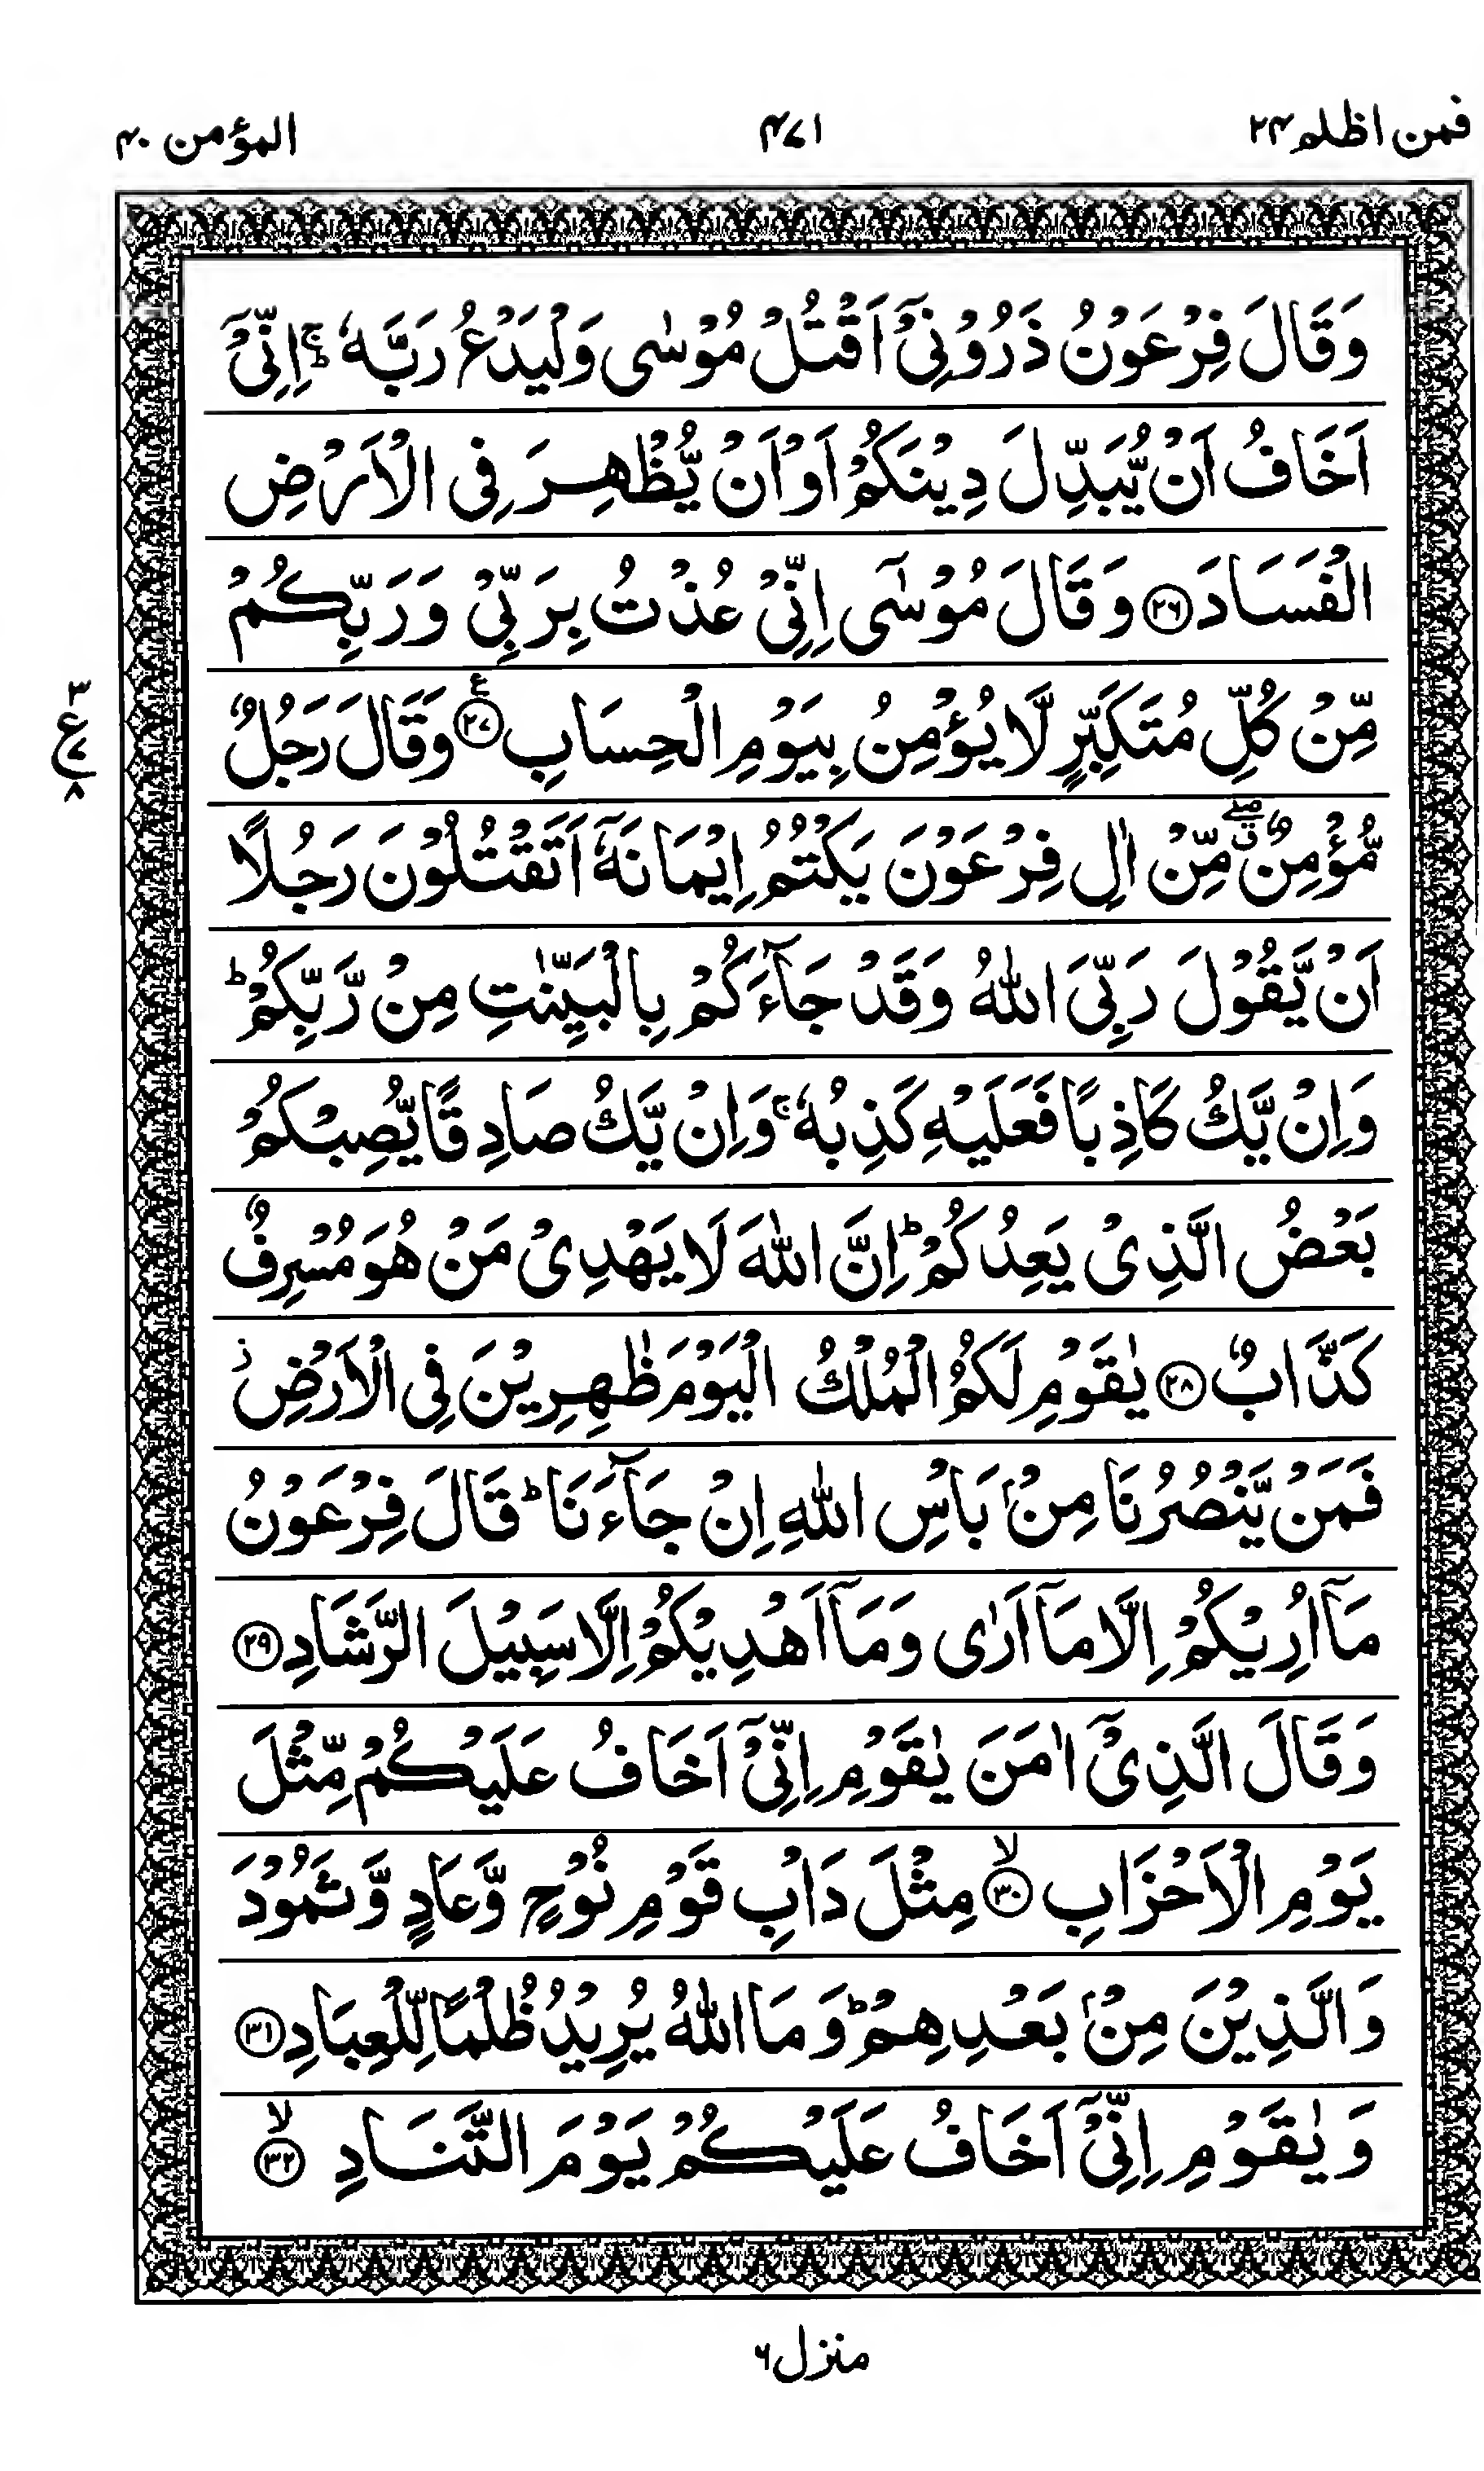 فمن اظلم ۲۴ ۴۷۱ المؤمن ۴۰
وَقَالَ فِرْعَوْنُ ذَرُوْنِیْۤ اَقْتُلْ مُوْسٰی وَلْیَدْعُ رَبَّهٗ ۚؕ اِنِّیْۤ
اَخَافُ اَنْ یُّبَدِّلَ دِیْنَكُمْ اَوْ اَنْ یُّظْهِرَ فِی الْاَرْضِ
الْفَسَادَ ﴿۲۶﴾ وَقَالَ مُوْسٰۤی اِنِّیْ عُذْتُ بِرَبِّیْ وَرَبِّكُمْ
مِّنْ كُلِّ مُتَكَبِّرٍ لَّا یُؤْمِنُ بِیَوْمِ الْحِسَابِ ﴿۲۷﴾ ع وَقَالَ رَجُلٌ
۳ ع ۷ ۸
مُّؤْمِنٌ ۖق مِّنْ اٰلِ فِرْعَوْنَ یَكْتُمُ اِیْمَانَهٗۤ اَتَقْتُلُوْنَ رَجُلًا
اَنْ یَّقُوْلَ رَبِّیَ اللّٰهُ وَقَدْ جَآءَكُمْ بِالْبَیِّنٰتِ مِنْ رَّبِّكُمْ ؕ
وَاِنْ یَّكُ كَاذِبًا فَعَلَیْهِ كَذِبُهٗ ۚ وَاِنْ یَّكُ صَادِقًا یُّصِبْكُمْ
بَعْضُ الَّذِیْ یَعِدُكُمْ ؕ اِنَّ اللّٰهَ لَا یَهْدِیْ مَنْ هُوَ مُسْرِفٌ
كَذَّابٌ ﴿۲۸﴾ یٰقَوْمِ لَكُمُ الْمُلْكُ الْیَوْمَ ظٰهِرِیْنَ فِی الْاَرْضِ ز
فَمَنْ یَّنْصُرُنَا مِنْۢ بَاْسِ اللّٰهِ اِنْ جَآءَنَا ؕ قَالَ فِرْعَوْنُ
مَاۤ اُرِیْكُمْ اِلَّا مَاۤ اَرٰی وَمَاۤ اَهْدِیْكُمْ اِلَّا سَبِیْلَ الرَّشَادِ ﴿۲۹﴾
وَقَالَ الَّذِیْۤ اٰمَنَ یٰقَوْمِ اِنِّیْۤ اَخَافُ عَلَیْكُمْ مِّثْلَ
یَوْمِ الْاَحْزَابِ ﴿۳۰﴾ ۙ مِثْلَ دَاْبِ قَوْمِ نُوْحٍ وَّعَادٍ وَّثَمُوْدَ
وَالَّذِیْنَ مِنْۢ بَعْدِهِمْ ؕ وَمَا اللّٰهُ یُرِیْدُ ظُلْمًا لِّلْعِبَادِ ﴿۳۱﴾
وَیٰقَوْمِ اِنِّیْۤ اَخَافُ عَلَیْكُمْ یَوْمَ التَّنَادِ ﴿۳۲﴾ ۙ
منزل ۶